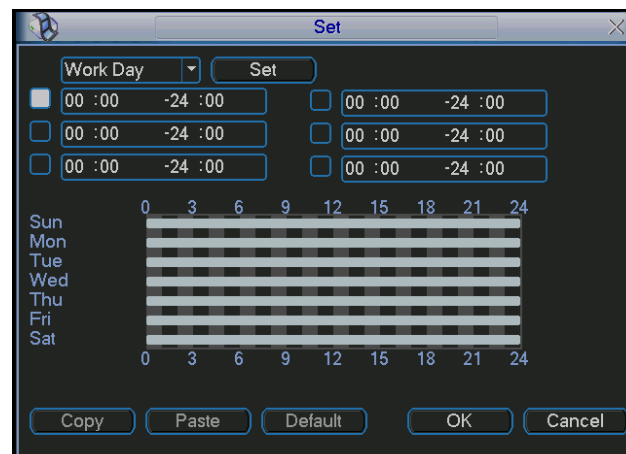 Set
Work Day Set
00 :00 -24 :00 00 :00 -24 :00
00 :00 -24 :00 00 :00 -24 :00
00 :00 -24 :00 00 :00 -24 :00
0 3 6 9 12 15 18 21 24
Sun
Mon
Tue
Wed
Thu
Fri
Sat
0 3 6 9 12 15 18 21 24
Copy Paste Default OK Cancel